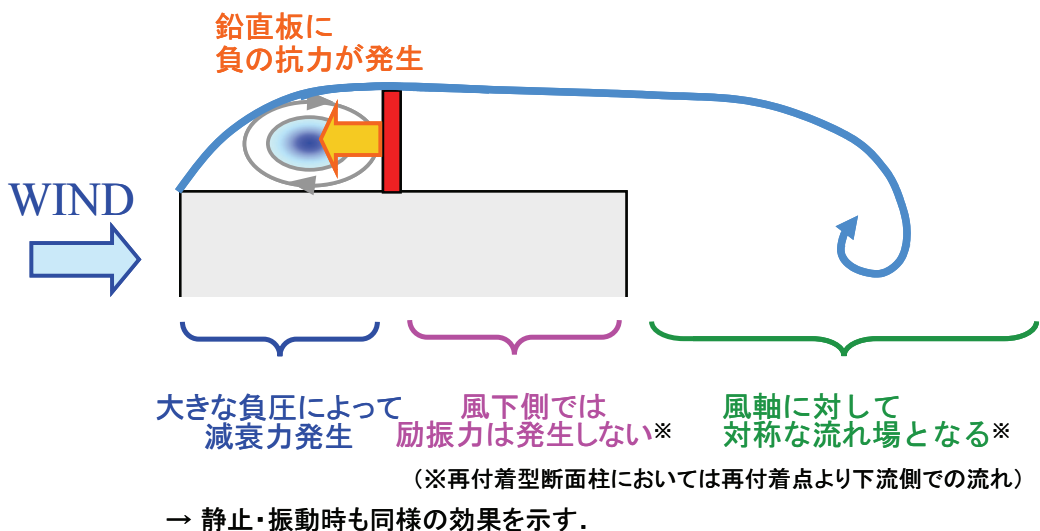 鉛直板に
負の抗力が発生
WIND
大きな負圧によって
減衰力発生
風下側では
励振力は発生しない※
風軸に対して
対称な流れ場となる※
（※再付着型断面柱においては再付着点より下流側での流れ）
→ 静止・振動時も同様の効果を示す．